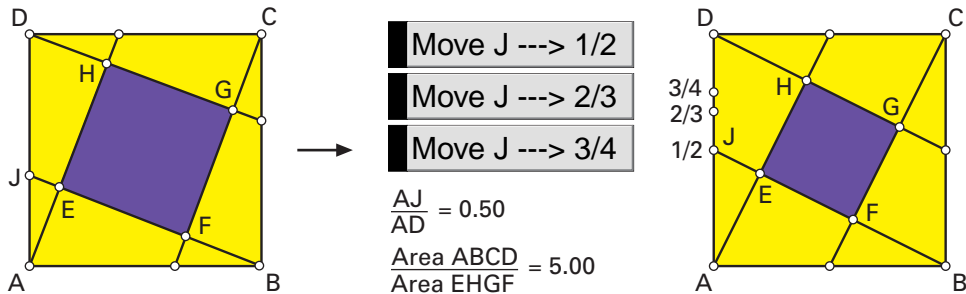 D
C
H
G
J
E
F
A
B
Move J ---> 1/2
Move J ---> 2/3
Move J ---> 3/4
AJ
AD
= 0.50
Area ABCD
Area EHGF
= 5.00
D
C
3/4
H
2/3
G
1/2
J
E
F
A
B